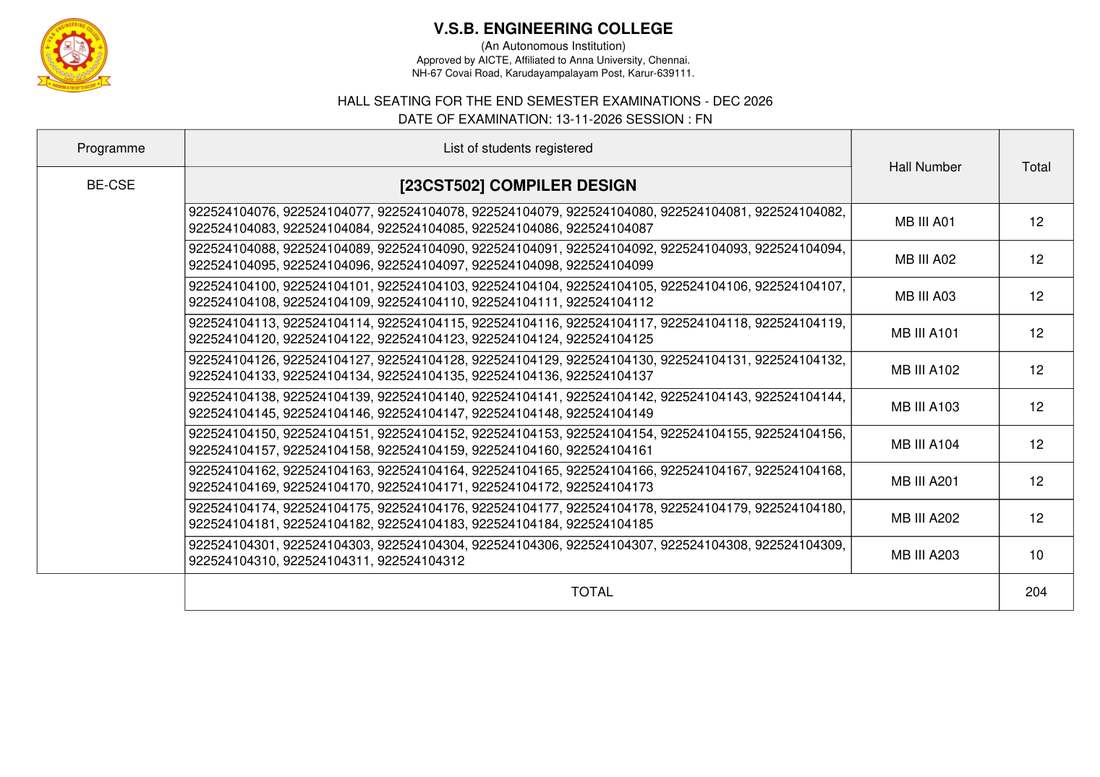 V.S.B. ENGINEERING COLLEGE
(An Autonomous Institution)
Approved by AICTE, Affiliated to Anna University, Chennai.
NH-67 Covai Road, Karudayampalayam Post, Karur-639111.
HALL SEATING FOR THE END SEMESTER EXAMINATIONS - DEC 2026
DATE OF EXAMINATION: 13-11-2026 SESSION : FN
Programme
List of students registered
Hall Number
Total
BE-CSE
[23CST502] COMPILER DESIGN
922524104076, 922524104077, 922524104078, 922524104079, 922524104080, 922524104081, 922524104082,
922524104083, 922524104084, 922524104085, 922524104086, 922524104087
MB III A01
12
922524104088, 922524104089, 922524104090, 922524104091, 922524104092, 922524104093, 922524104094,
922524104095, 922524104096, 922524104097, 922524104098, 922524104099
MB III A02
12
922524104100, 922524104101, 922524104103, 922524104104, 922524104105, 922524104106, 922524104107,
922524104108, 922524104109, 922524104110, 922524104111, 922524104112
MB III A03
12
922524104113, 922524104114, 922524104115, 922524104116, 922524104117, 922524104118, 922524104119,
922524104120, 922524104122, 922524104123, 922524104124, 922524104125
MB III A101
12
922524104126, 922524104127, 922524104128, 922524104129, 922524104130, 922524104131, 922524104132,
922524104133, 922524104134, 922524104135, 922524104136, 922524104137
MB III A102
12
922524104138, 922524104139, 922524104140, 922524104141, 922524104142, 922524104143, 922524104144,
922524104145, 922524104146, 922524104147, 922524104148, 922524104149
MB III A103
12
922524104150, 922524104151, 922524104152, 922524104153, 922524104154, 922524104155, 922524104156,
922524104157, 922524104158, 922524104159, 922524104160, 922524104161
MB III A104
12
922524104162, 922524104163, 922524104164, 922524104165, 922524104166, 922524104167, 922524104168,
922524104169, 922524104170, 922524104171, 922524104172, 922524104173
MB III A201
12
922524104174, 922524104175, 922524104176, 922524104177, 922524104178, 922524104179, 922524104180,
922524104181, 922524104182, 922524104183, 922524104184, 922524104185
MB III A202
12
922524104301, 922524104303, 922524104304, 922524104306, 922524104307, 922524104308, 922524104309,
922524104310, 922524104311, 922524104312
MB III A203
10
TOTAL
204